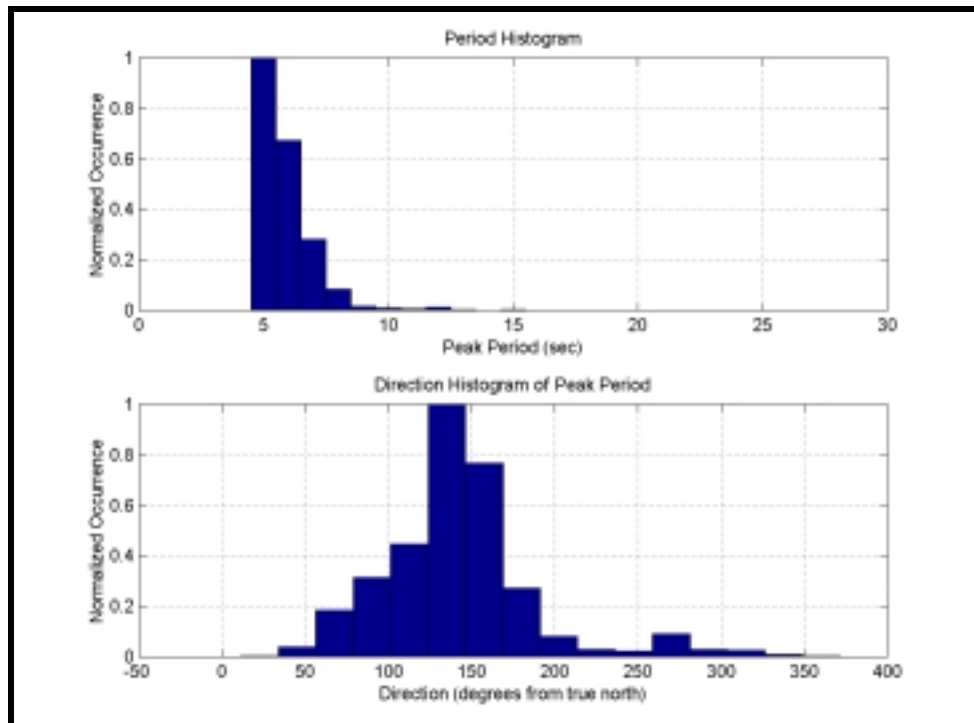 Period Histogram
Normalized Occurrence
1
0.8
0.6
0.4
0.2
0
0 5 10 15 20 25 30
Peak Period (sec)
Direction Histogram of Peak Period
Normalized Occurrence
1
0.8
0.6
0.4
0.2
0
-50 0 50 100 150 200 250 300 350 400
Direction (degrees from true north)